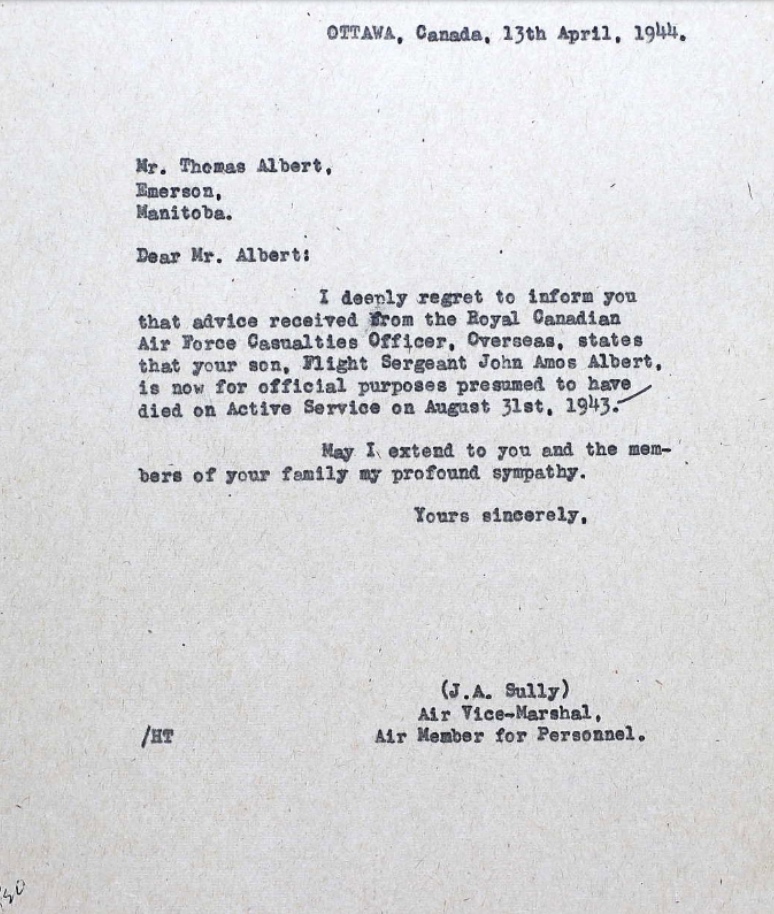 OTTAWA, Canada, 13th April, 1944.
Mr. Thomas Albert,
Emerson,
Manitoba.
Dear Mr. Albert:
I deeply regret to inform you
that advice received from the Royal Canadian
Air Force Casualties Officer, Overseas, states
that your son, Flight Sergeant John Amos Albert,
is now for official purposes presumed to have
died on Active Service on August 31st, 1943.
May I extend to you and the mem-
bers of your family my profound sympathy.
Yours sincerely,
(J.A. Sully)
Air Vice-Marshal,
/HT Air Member for Personnel.